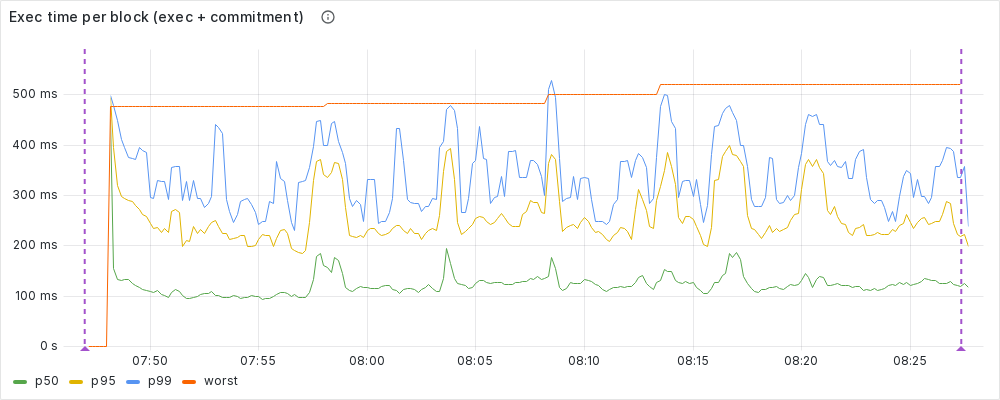 Exec time per block (exec + commitment)
500 ms
400 ms
300 ms
200 ms
100 ms
0 s
07:50 07:55 08:00 08:05 08:10 08:15 08:20 08:25
p50 p95 p99 worst